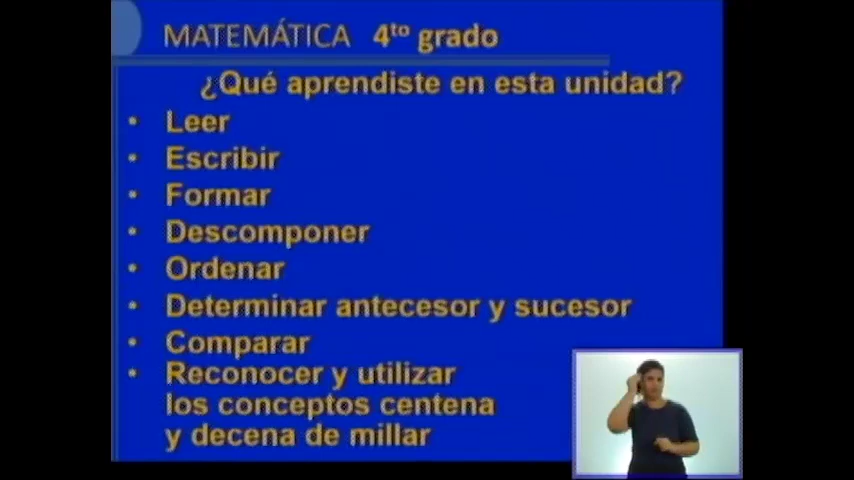 MATEMÁTICA 4to grado
¿Qué aprendiste en esta unidad?
• Leer
• Escribir
• Formar
• Descomponer
• Ordenar
• Determinar antecesor y sucesor
• Comparar
• Reconocer y utilizar
los conceptos centena
y decena de millar